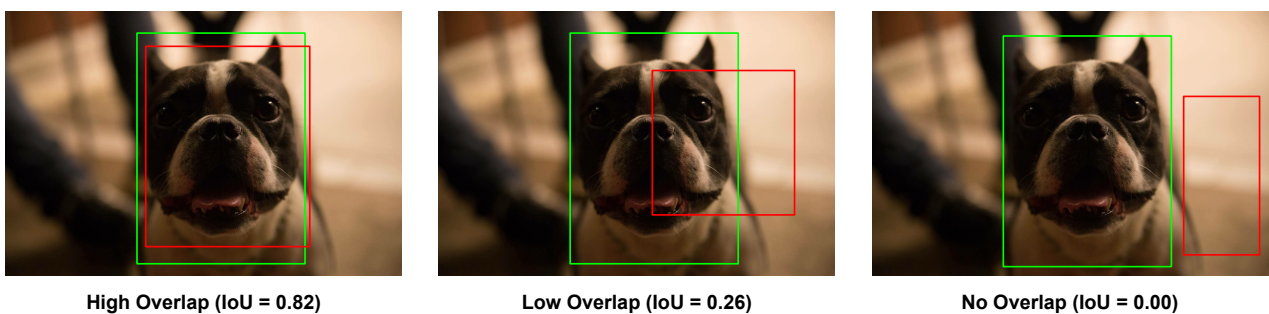 High Overlap (IoU = 0.82)
Low Overlap (IoU = 0.26)
No Overlap (IoU = 0.00)